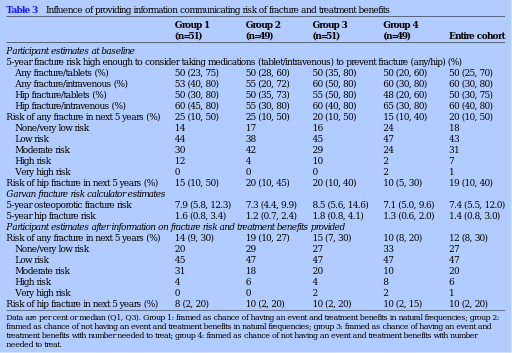 Table 3 Influence of providing information communicating risk of fracture and treatment benefits
Group 1 (n=51) Group 2 (n=49) Group 3 (n=51) Group 4 (n=49) Entire cohort
Participant estimates at baseline
5-year fracture risk high enough to consider taking medications (tablet/intravenous) to prevent fracture (any/hip) (%)
Any fracture/tablets (%) 50 (23, 75) 50 (28, 60) 50 (35, 80) 50 (20, 60) 50 (25, 70)
Any fracture/intravenous (%) 53 (40, 80) 55 (20, 72) 60 (50, 80) 60 (30, 80) 60 (30, 80)
Hip fracture/tablets (%) 50 (30, 80) 50 (35, 73) 55 (50, 80) 48 (20, 60) 50 (30, 75)
Hip fracture/intravenous (%) 60 (45, 80) 55 (30, 80) 60 (40, 80) 65 (30, 80) 60 (40, 80)
Risk of any fracture in next 5 years (%) 25 (10, 50) 25 (10, 50) 20 (10, 50) 15 (10, 40) 20 (10, 50)
None/very low risk 14 17 16 24 18
Low risk 44 38 45 47 43
Moderate risk 30 42 29 24 31
High risk 12 4 10 2 7
Very high risk 0 0 0 2 1
Risk of hip fracture in next 5 years (%) 15 (10, 50) 20 (10, 45) 20 (10, 40) 10 (5, 30) 19 (10, 40)
Garvan fracture risk calculator estimates
5-year osteoporotic fracture risk 7.9 (5.8, 12.3) 7.3 (4.4, 9.9) 8.5 (5.6, 14.6) 7.1 (5.0, 9.6) 7.4 (5.5, 12.0)
5-year hip fracture risk 1.6 (0.8, 3.4) 1.2 (0.7, 2.4) 1.8 (0.8, 4.1) 1.3 (0.6, 2.0) 1.4 (0.8, 3.0)
Participant estimates after information on fracture risk and treatment benefits provided
Risk of any fracture in next 5 years (%) 14 (9, 30) 19 (10, 27) 15 (7, 30) 10 (8, 20) 12 (8, 30)
None/very low risk 20 29 27 33 27
Low risk 45 47 47 47 47
Moderate risk 31 18 20 10 20
High risk 4 6 4 8 6
Very high risk 0 0 2 2 1
Risk of hip fracture in next 5 years (%) 8 (2, 20) 10 (2, 20) 10 (2, 20) 10 (2, 15) 10 (2, 20)
Data are per cent or median (Q1, Q3). Group 1: framed as chance of having an event and treatment benefits in natural frequencies; group 2:
framed as chance of not having an event and treatment benefits in natural frequencies; group 3: framed as chance of having an event and
treatment benefits with number needed to treat; group 4: framed as chance of not having an event and treatment benefits with number
needed to treat.